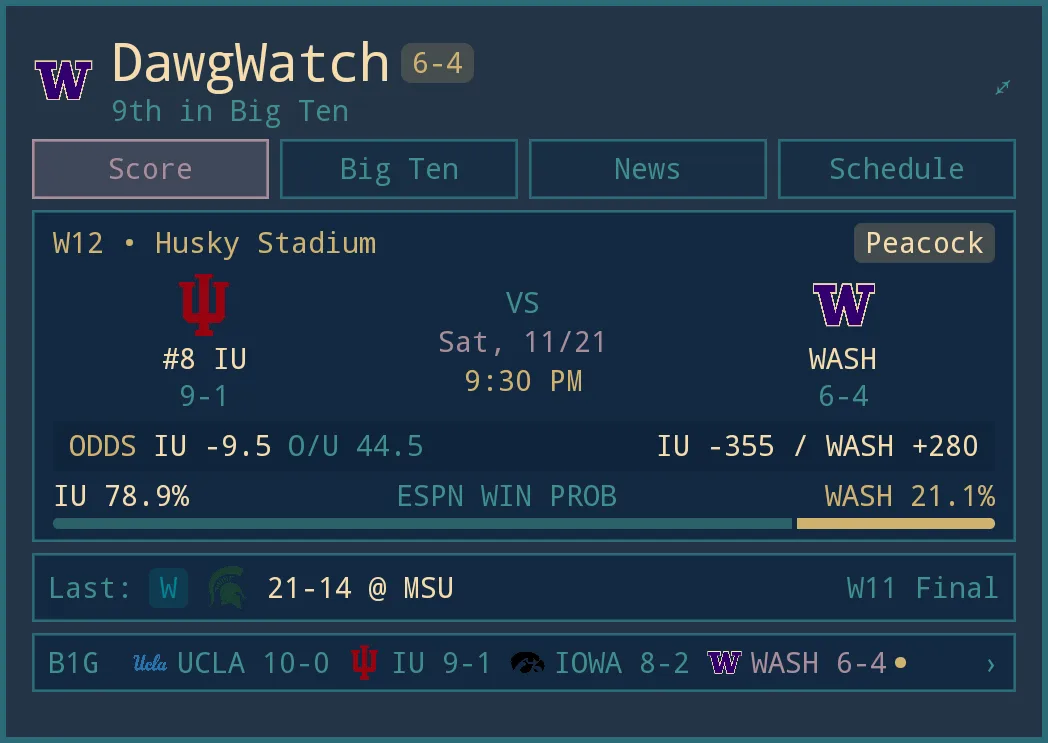 W DawgWatch 6-4
9th in Big Ten
Score Big Ten News Schedule
W12 • Husky Stadium Peacock
VS
Sat, 11/21
9:30 PM
#8 IU
9-1
W
WASH
6-4
ODDS IU -9.5 O/U 44.5 IU -355 / WASH +280
IU 78.9% ESPN WIN PROB WASH 21.1%
Last: W 21-14 @ MSU W11 Final
B1G Ucla UCLA 10-0 IU 9-1 IOWA 8-2 W WASH 6-4 • ›